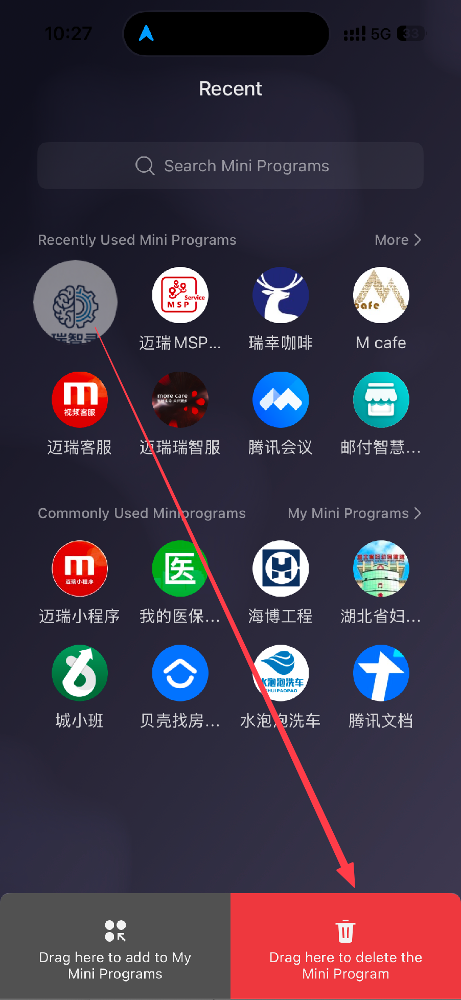 10:27
5G 33
Recent
Search Mini Programs
Recently Used Mini Programs
More
Service
MSP
cafe
迈瑞MSP...
瑞幸咖啡
M cafe
视频客服
more care
迈瑞客服
迈瑞瑞智服
腾讯会议
邮付智慧...
Commonly Used Miniprograms
My Mini Programs
迈瑞小程序
医
迈瑞小程序
我的医保...
海博工程
湖北省妇...
水泡泡洗车
SHUIPAOPAO
城小班
贝壳找房...
水泡泡洗车
腾讯文档
Drag here to add to My
Mini Programs
Drag here to delete the
Mini Program